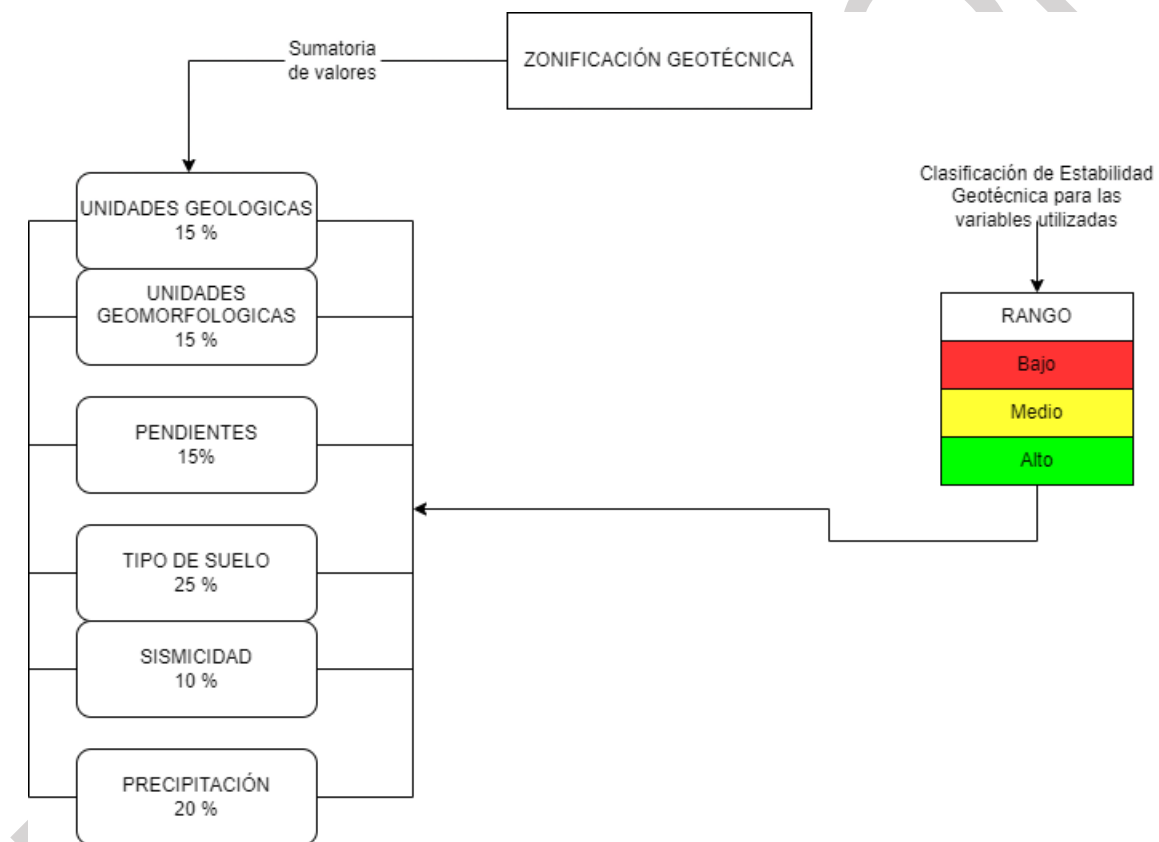 Sumatoria
de valores
ZONIFICACIÓN GEOTÉCNICA
Clasificación de Estabilidad
Geotécnica para las
variables utilizadas
UNIDADES GEOLOGICAS
15 %
UNIDADES
GEOMORFOLOGICAS
15 %
PENDIENTES
15%
TIPO DE SUELO
25 %
SISMICIDAD
10 %
PRECIPITACIÓN
20 %
RANGO
Bajo
Medio
Alto